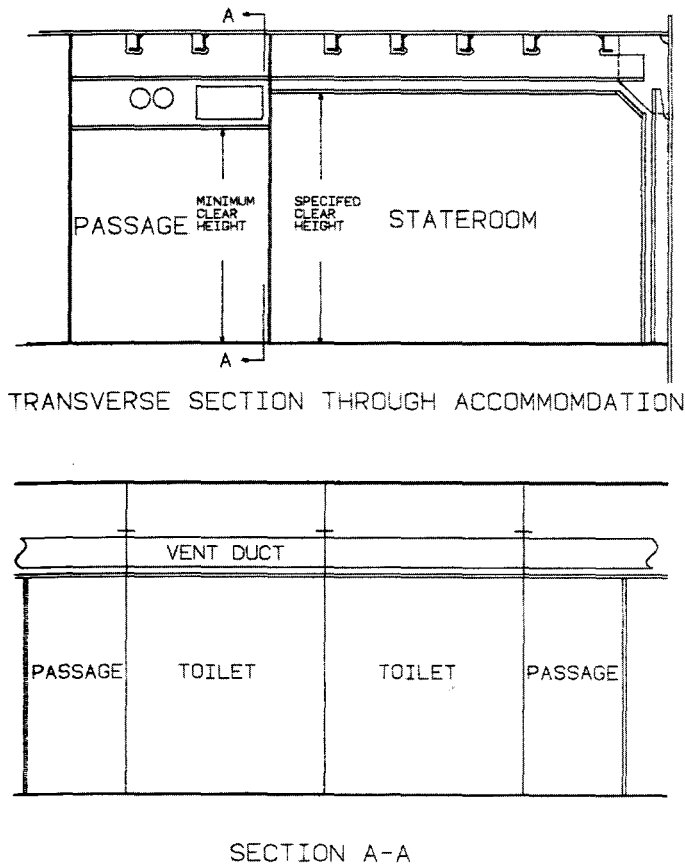 A
MINIMUM
CLEAR
HEIGHT
SPECIFED
CLEAR
HEIGHT
PASSAGE
STATEROOM
A
TRANSVERSE SECTION THROUGH ACCOMMOMDATION
VENT DUCT
PASSAGE TOILET TOILET PASSAGE
SECTION A-A